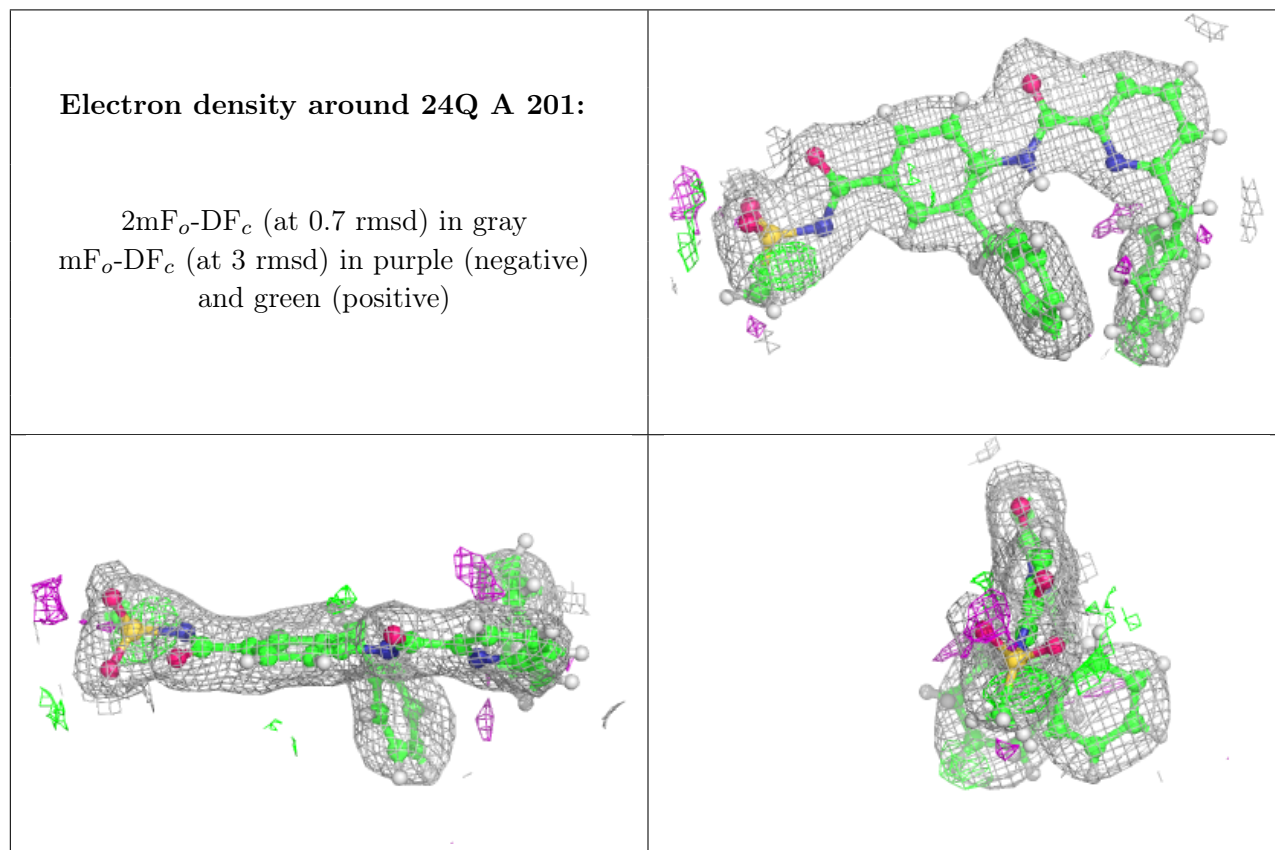 Electron density around 24Q A 201:
2mFo-DFc (at 0.7 rmsd) in gray
mFo-DFc (at 3 rmsd) in purple (negative)
and green (positive)